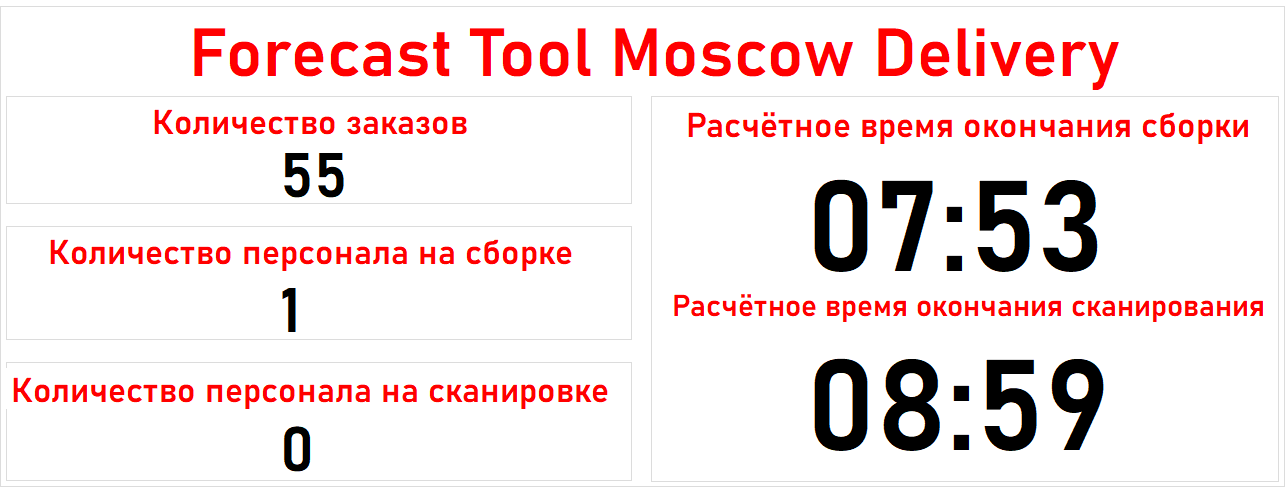 Forecast Tool Moscow Delivery
Количество заказов
55
Количество персонала на сборке
1
Количество персонала на сканировке
0
Расчётное время окончания сборки
07:53
Расчётное время окончания сканирования
08:59